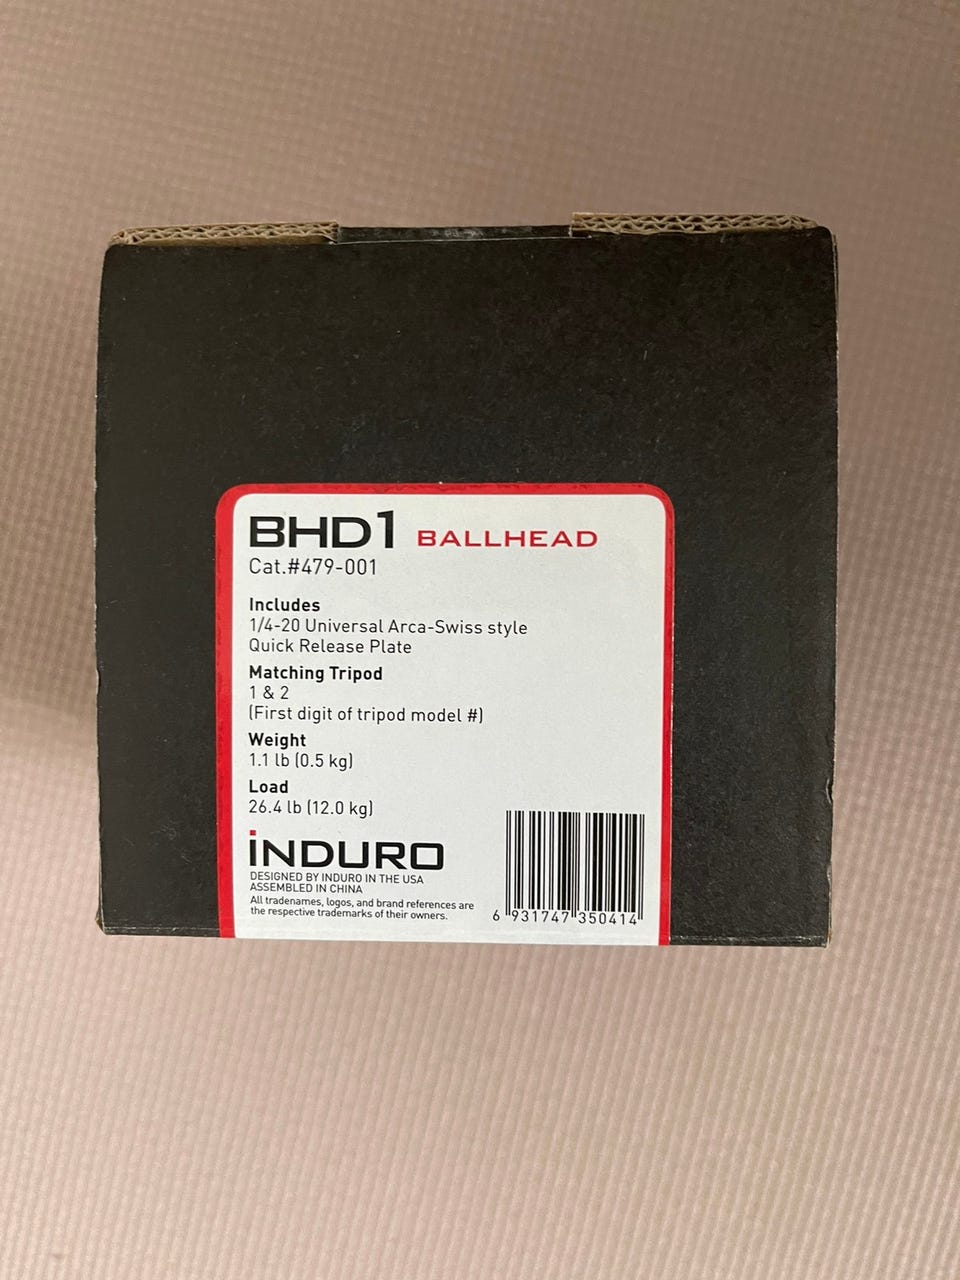 BHD1 BALLHEAD
Cat.#479-001
Includes
1/4-20 Universal Arca-Swiss style
Quick Release Plate
Matching Tripod
1 & 2
(First digit of tripod model #)
Weight
1.1 lb (0.5 kg)
Load
26.4 lb (12.0 kg)
iNDURO
DESIGNED BY INDURO IN THE USA
ASSEMBLED IN CHINA
All tradenames, logos, and brand references are
the respective trademarks of their owners.
6 931747 350414